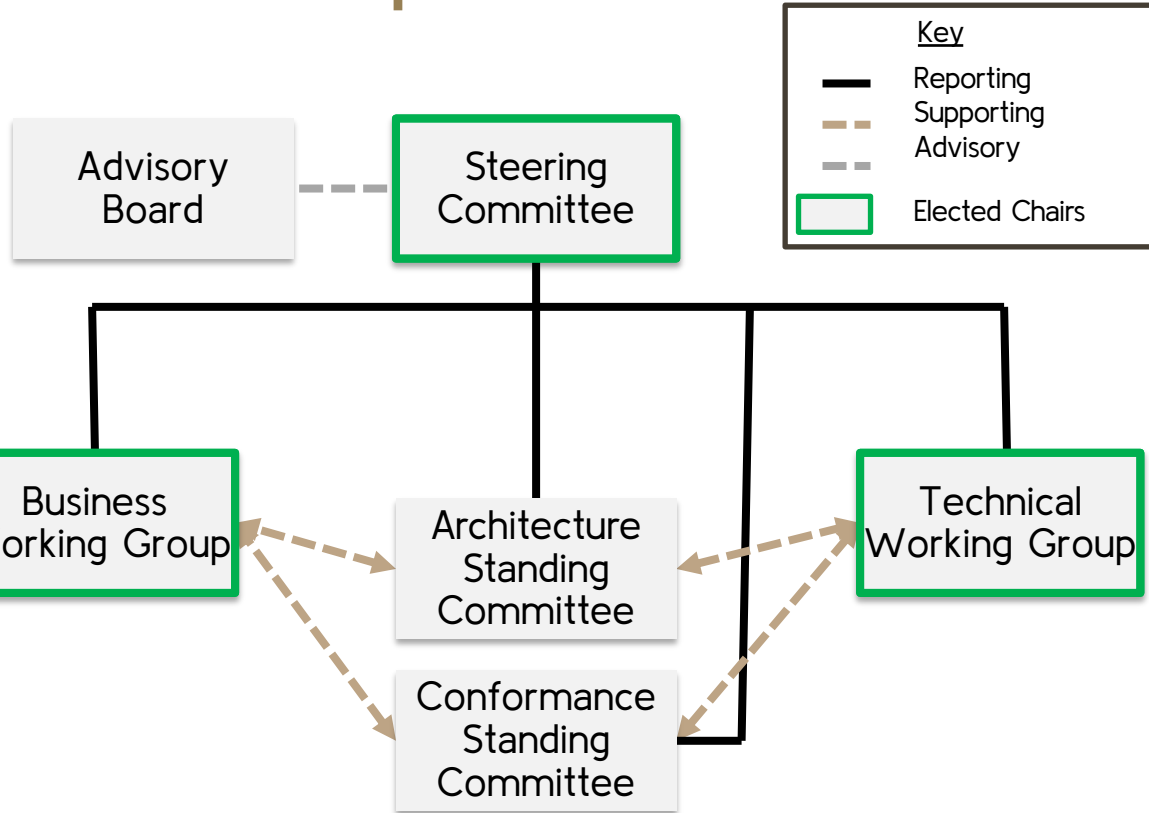 Key
Reporting
Supporting
Advisory
Elected Chairs
Advisory
Board
Steering
Committee
Business
orking Group
Architecture
Standing
Committee
Technical
Working Group
Conformance
Standing
Committee